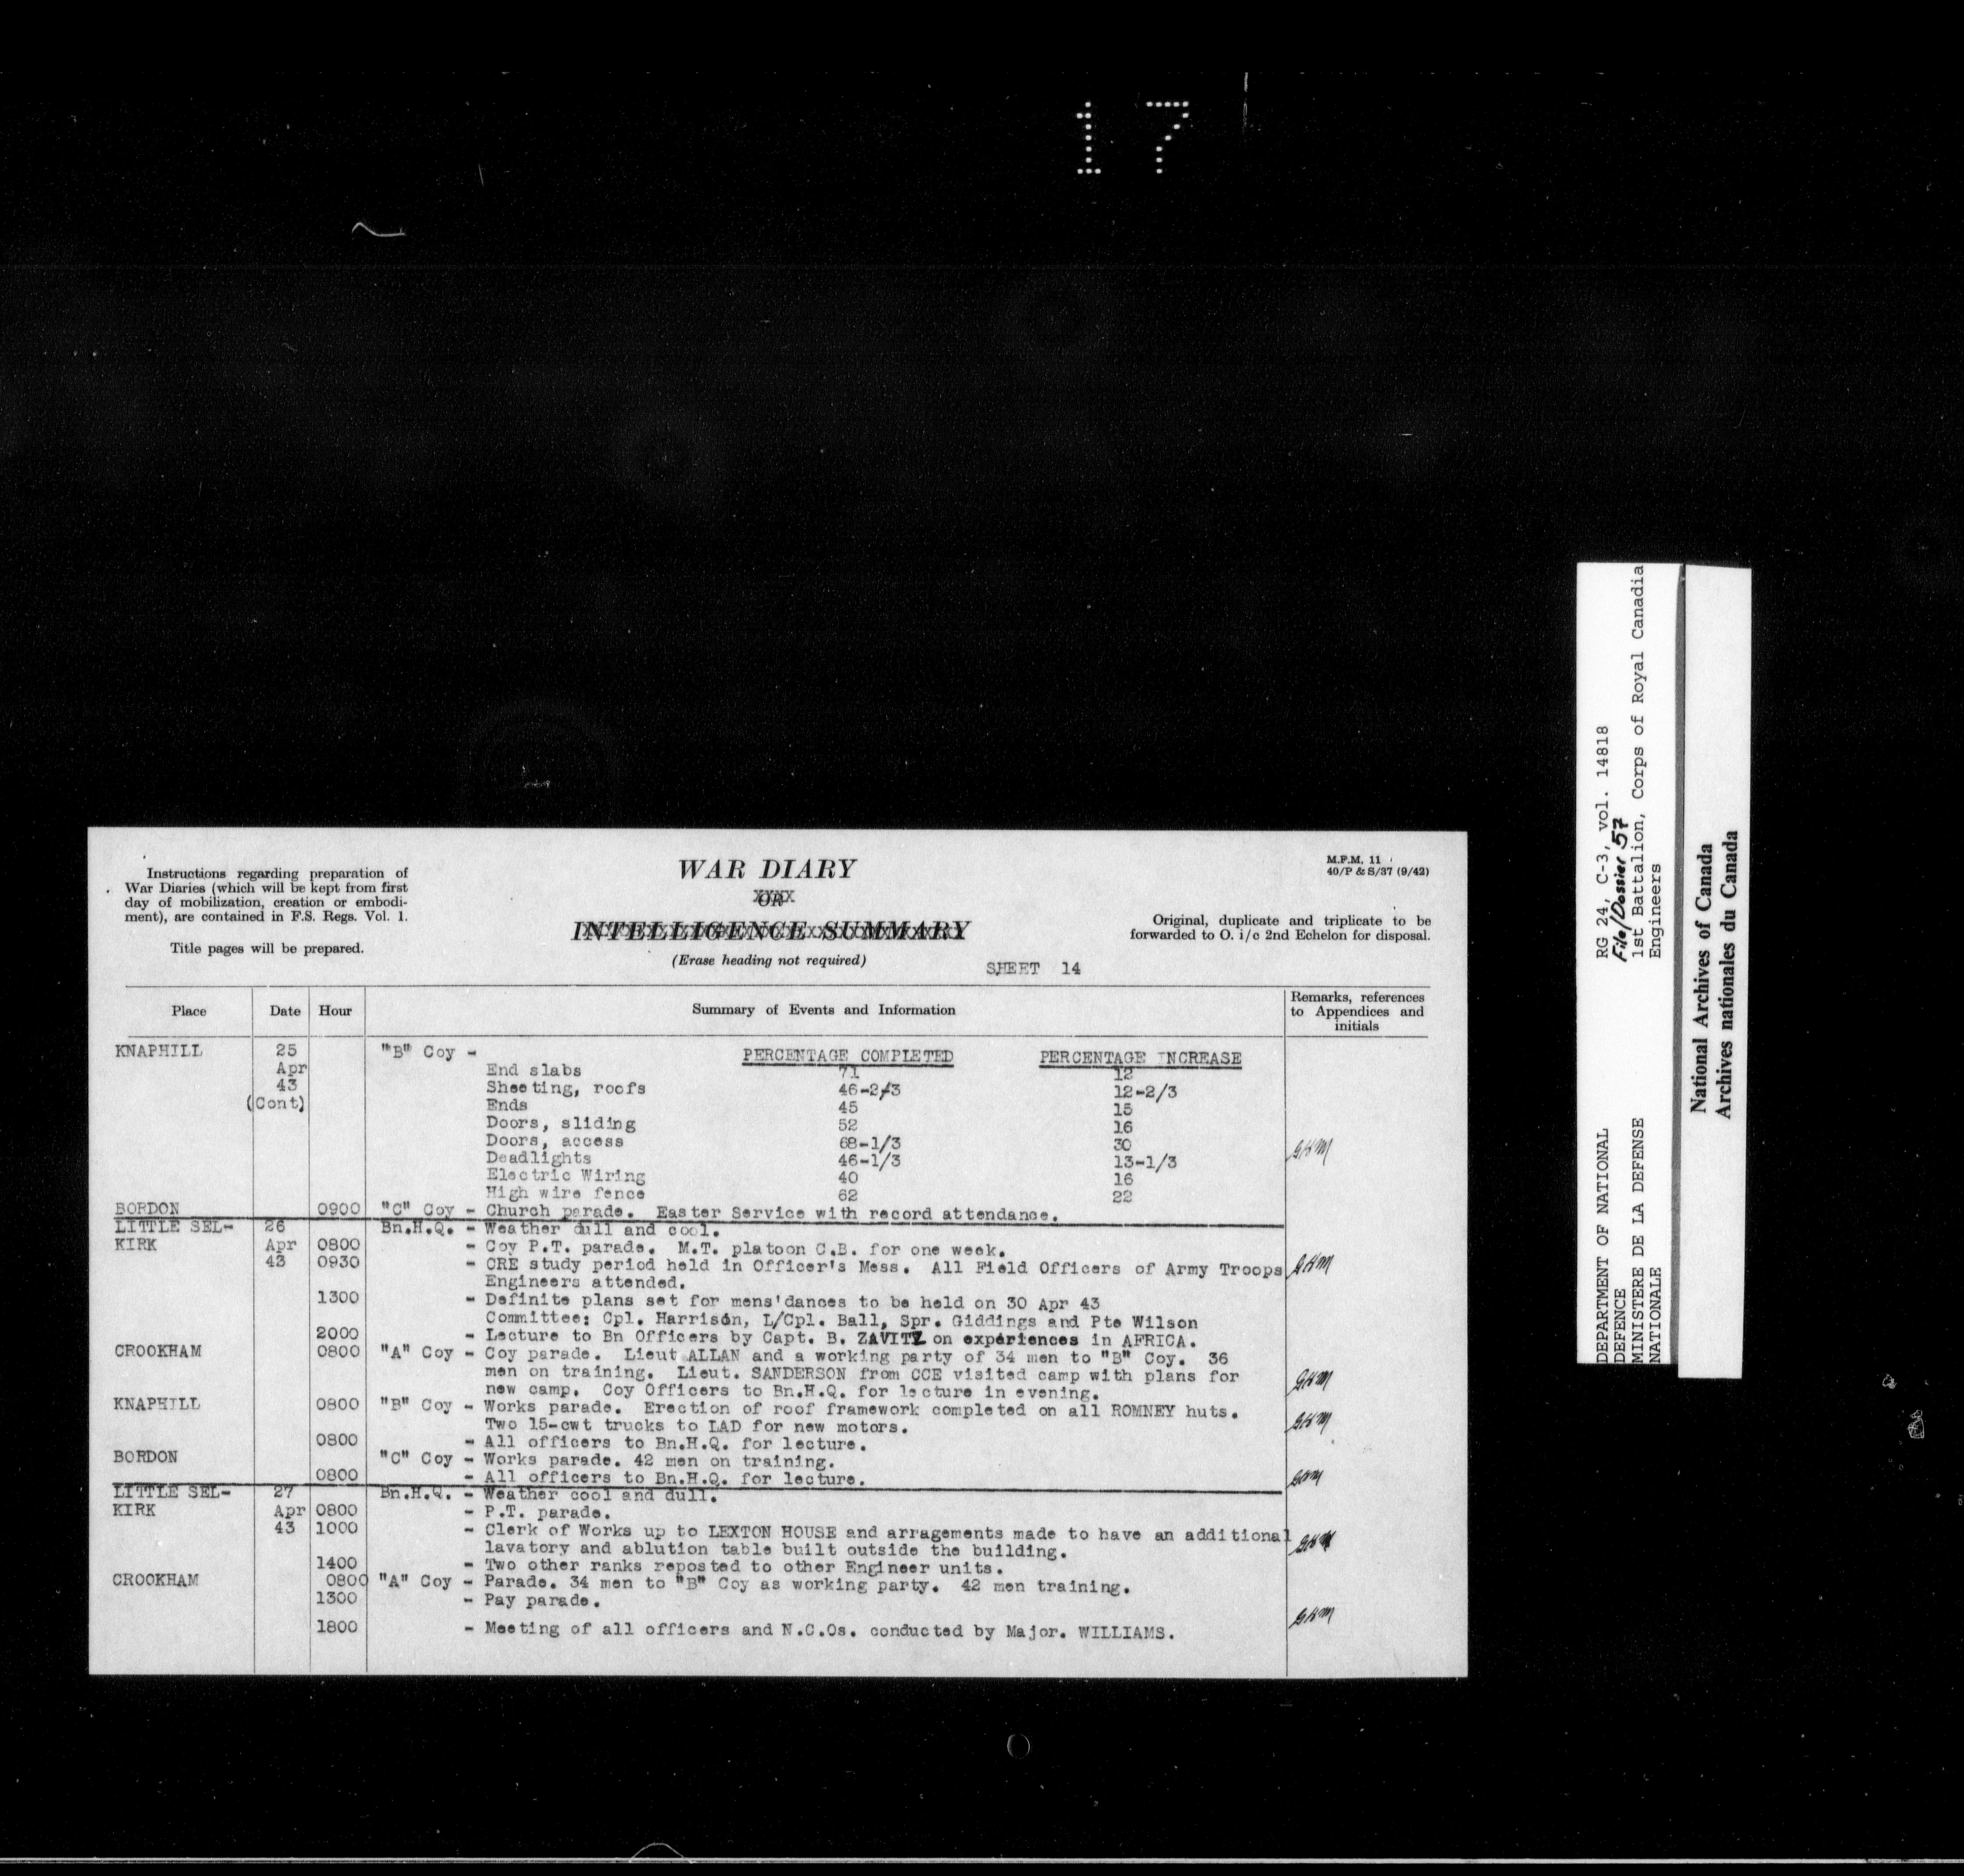 17
Instructions regarding preparation of
War Diaries (which will be kept from first
day of mobilization, creation or embodi-
ment), are contained in F.S. Regs. Vol. 1.
Title pages will be prepared.
WAR DIARY
OR
INTELLIGENCE SUMMARY
(Erase heading not required)
SHEET 14
M.F.M. 11
40/P & S/37 (9/42)
Original, duplicate and triplicate to be
forwarded to O. i/c 2nd Echelon for disposal.
Place Date Hour Summary of Events and Information Remarks, references
to Appendices and
initials
KNAPHILL 25 "B" Coy - PERCENTAGE COMPLETED PERCENTAGE INCREASE
Apr End slabs 71 12
43 Sheeting, roofs 46-2/3 12-2/3
(Cont) Ends 45 15
Doors, sliding 52 16
Doors, access 68-1/3 30
Deadlights 46-1/3 13-1/3
Electric Wiring 40 16
High wire fence 62 22
BORDON 0900 "C" Coy - Church parade. Easter Service with record attendance.
LITTLE SEL- 26 Bn.H.Q. - Weather dull and cool.
KIRK Apr 0800 - Coy P.T. parade. M.T. platoon C.B. for one week.
43 0930 - CRE study period held in Officer's Mess. All Field Officers of Army Troops
Engineers attended.
1300 - Definite plans set for mens'dances to be held on 30 Apr 43
Committee: Cpl. Harrison, L/Cpl. Ball, Spr. Giddings and Pte Wilson
2000 - Lecture to Bn Officers by Capt. B. ZAVITZ on experiences in AFRICA.
CROOKHAM 0800 "A" Coy - Coy parade. Lieut ALLAN and a working party of 34 men to "B" Coy. 36
men on training. Lieut. SANDERSON from CCE visited camp with plans for
new camp. Coy Officers to Bn.H.Q. for lecture in evening.
KNAPHILL 0800 "B" Coy - Works parade. Erection of roof framework completed on all ROMNEY huts.
Two 15-cwt trucks to LAD for new motors.
0800 - All officers to Bn.H.Q. for lecture.
BORDON "C" Coy - Works parade. 42 men on training.
0800 - All officers to Bn.H.Q. for lecture.
LITTLE SEL- 27 Bn.H.Q. - Weather cool and dull.
KIRK Apr 0800 - P.T. parade.
43 1000 - Clerk of Works up to LEXTON HOUSE and arragements made to have an additional
lavatory and ablution table built outside the building.
1400 - Two other ranks reposted to other Engineer units.
CROOKHAM 0800 "A" Coy - Parade. 34 men to "B" Coy as working party. 42 men training.
1300 - Pay parade.
1800 - Meeting of all officers and N.C.Os. conducted by Major. WILLIAMS.
DEPARTMENT OF NATIONAL
DEFENCE
MINISTERE DE LA DEFENSE
NATIONALE
RG 24, C-3, vol. 14818
File/Dossier 57
1st Battalion, Corps of Royal Canadia
Engineers
National Archives of Canada
Archives nationales du Canada